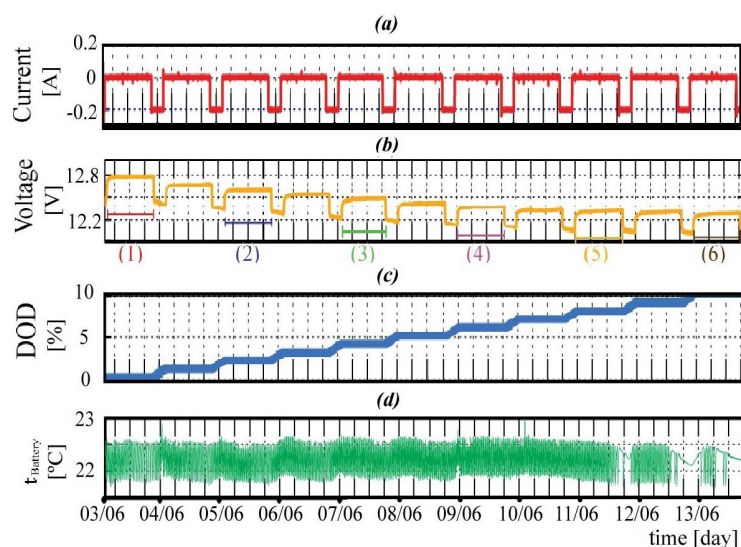 (a)
0.2
0
-0.2
Current
[A]
(b)
12.8
12.2
Voltage
[V]
(1) (2) (3) (4) (5) (6)
(c)
10
5
0
DOD
[%]
(d)
23
22
tBattery
[ºC]
03/06 04/06 05/06 06/06 07/06 08/06 09/06 10/06 11/06 12/06 13/06
time [day]